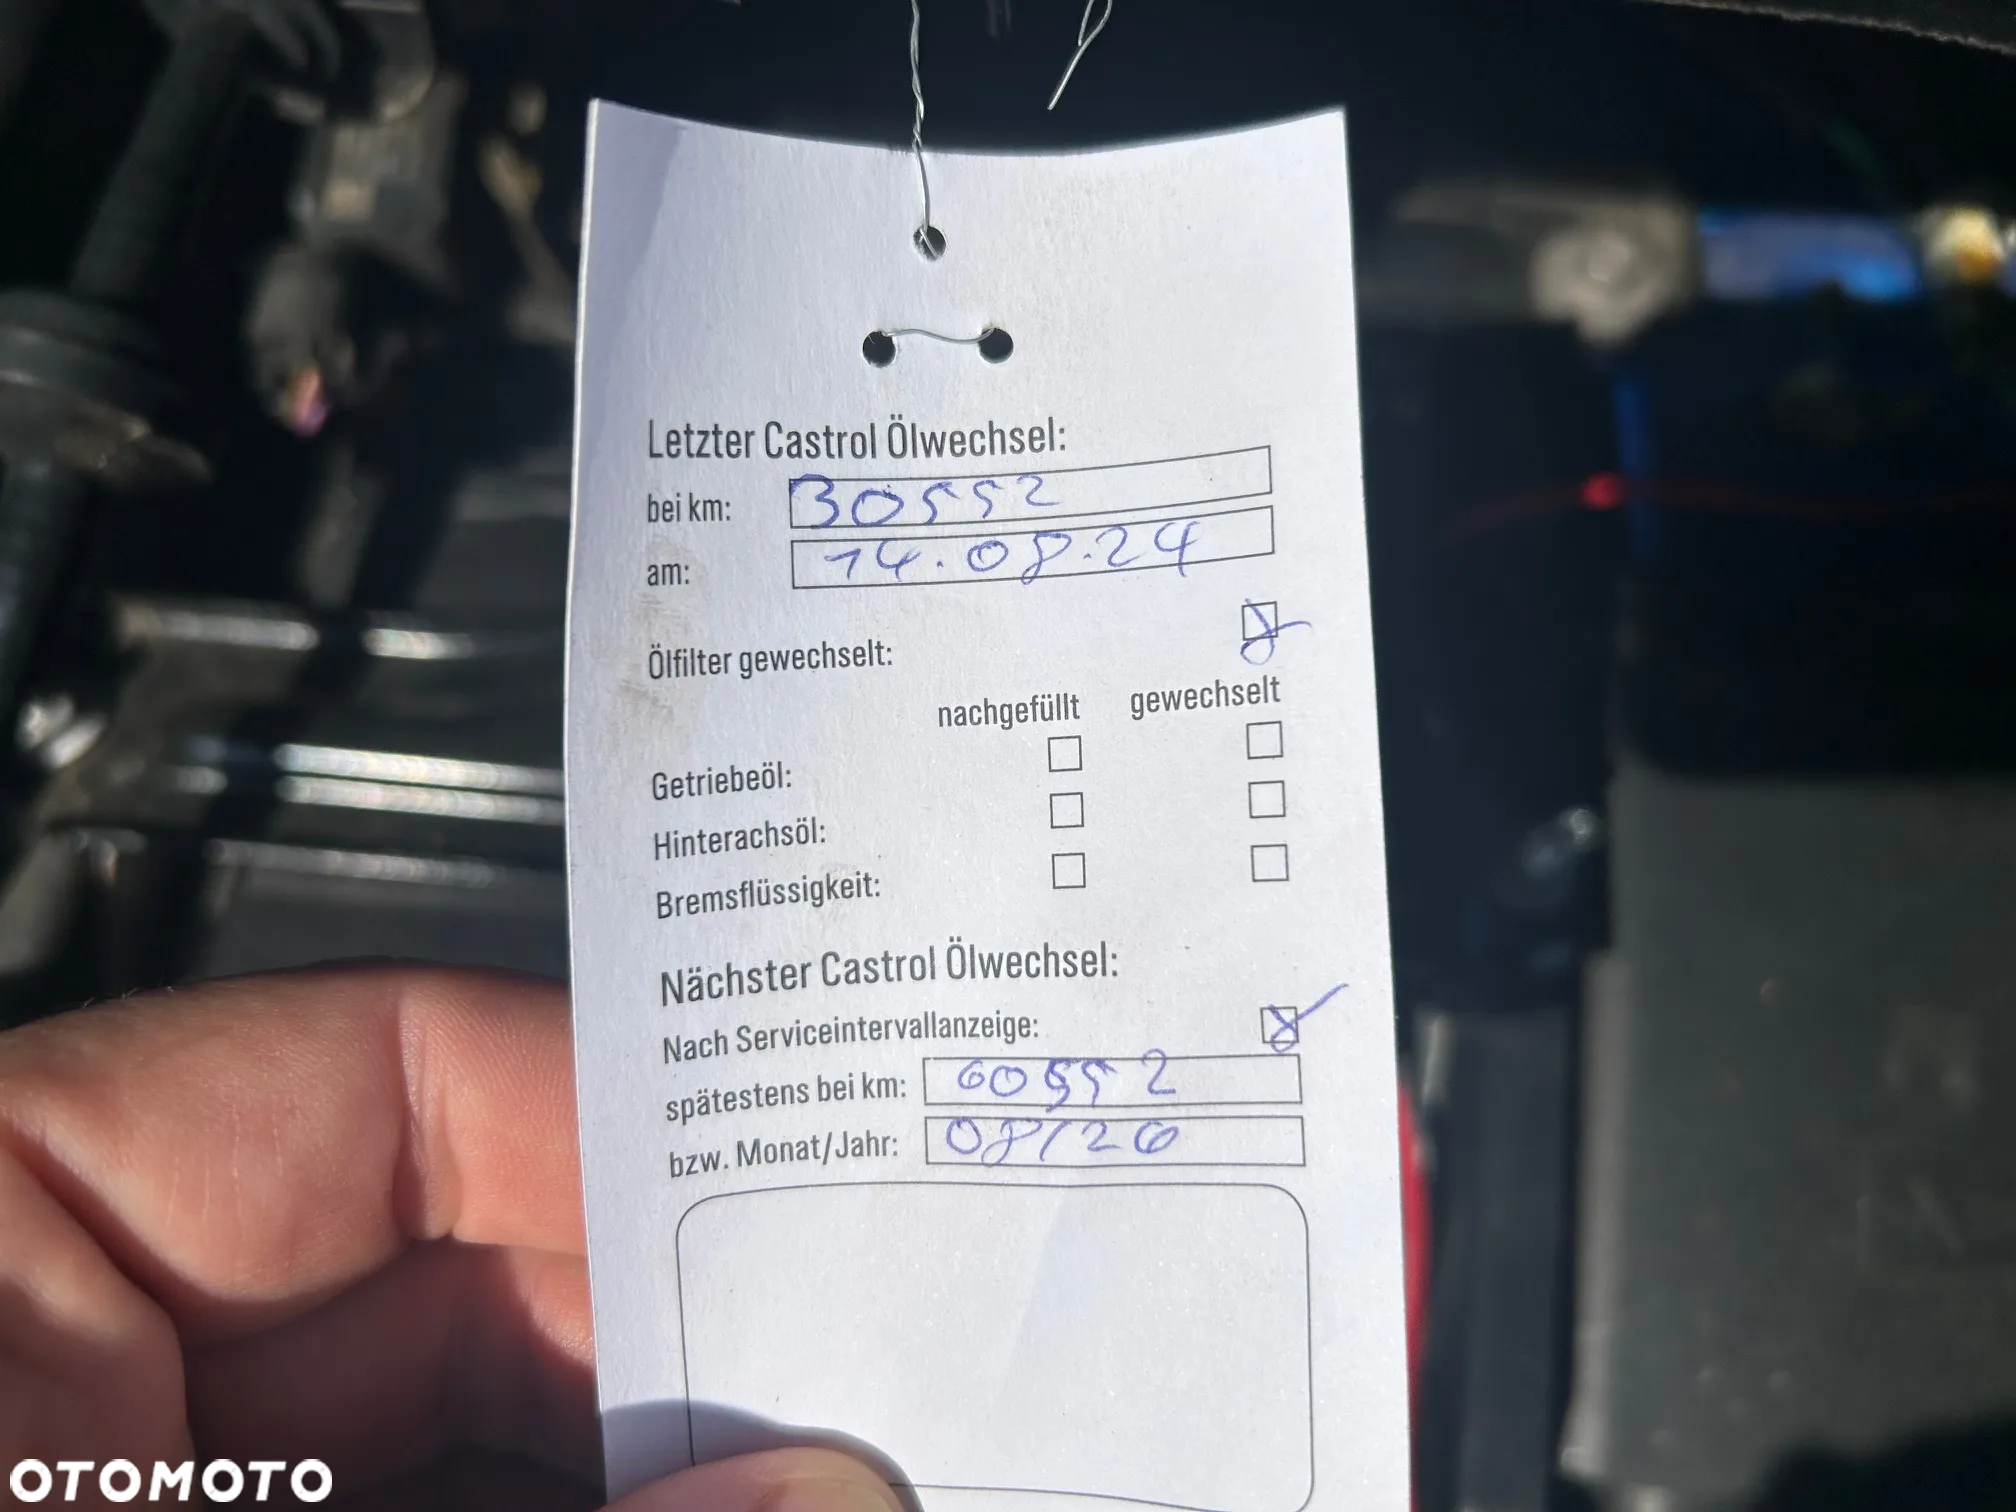 Letzter Castrol Ölwechsel:
bei km: 30552
am: 14.08.24
Ölfilter gewechselt:
nachgefüllt gewechselt
Getriebeöl:
Hinterachsöl:
Bremsflüssigkeit:
Nächster Castrol Ölwechsel:
Nach Serviceintervallanzeige:
spätestens bei km: 60552
bzw. Monat/Jahr: 08/26
OTOMOTO